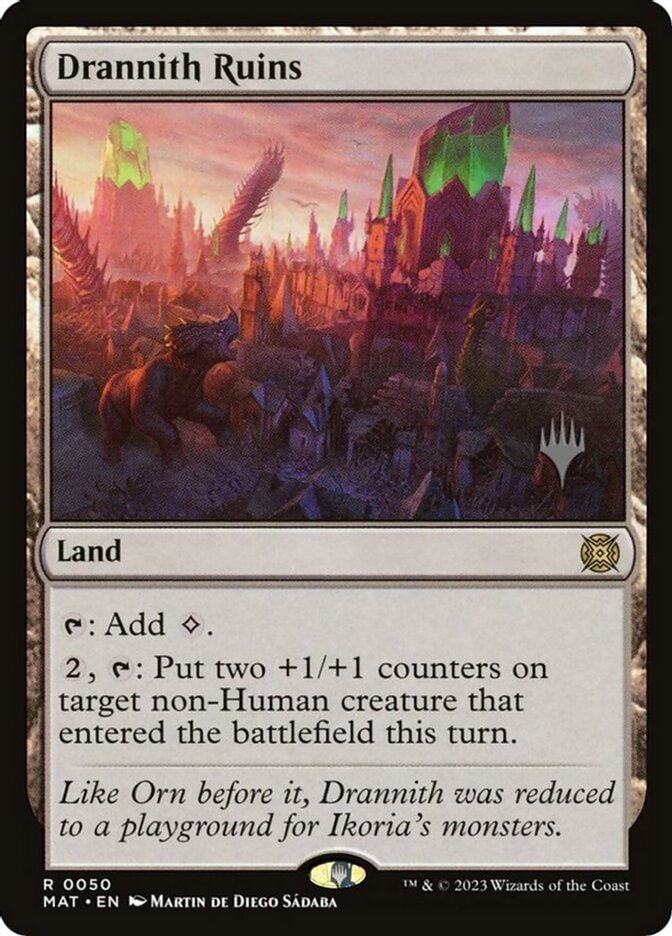 Drannith Ruins
Land
: Add .
2, : Put two +1/+1 counters on
target non-Human creature that
entered the battlefield this turn.
Like Orn before it, Drannith was reduced
to a playground for Ikoria's monsters.
R 0050
™ & © 2023 Wizards of the Coast
MAT • EN Martin de Diego Sádaba